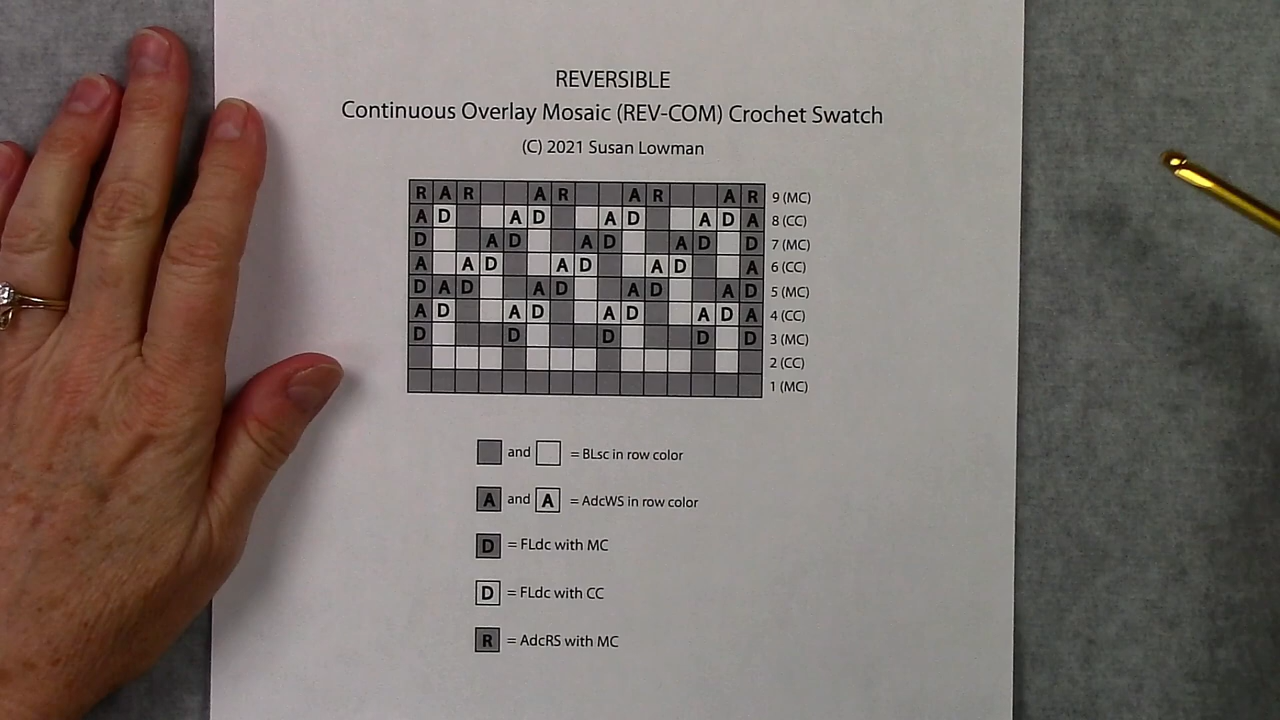 REVERSIBLE
Continuous Overlay Mosaic (REV-COM) Crochet Swatch
(C) 2021 Susan Lowman
R A R A R A R A R 9 (MC)
A D A D A D A D A 8 (CC)
D A D A D A D D 7 (MC)
A A D A D A D A 6 (CC)
D A D A D A D A D 5 (MC)
A D A D A D A D A 4 (CC)
D D D D D 3 (MC)
2 (CC)
1 (MC)
and = BLsc in row color
A and A = AdcWS in row color
D = FLdc with MC
D = FLdc with CC
R = AdcRS with MC